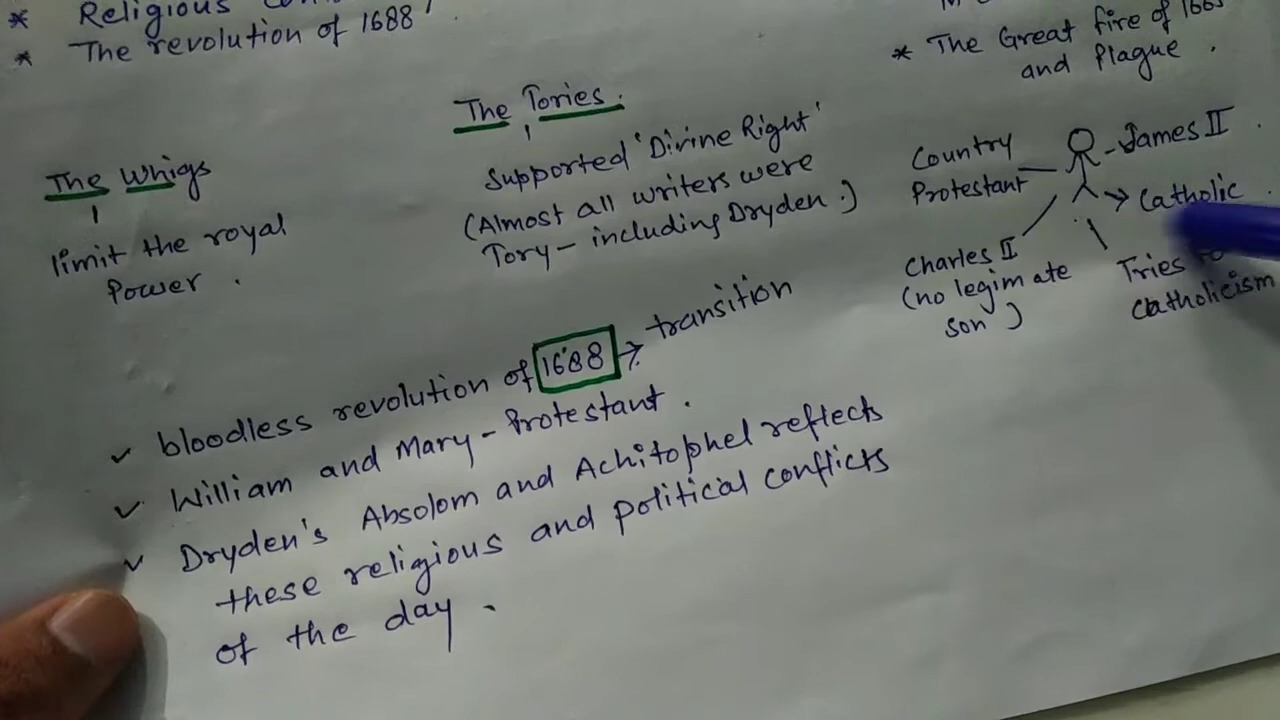 * Religious
* The revolution of 1688
* The Great fire of
and Plague .
The Tories .
Supported 'Divine Right'
(Almost all writers were
Tory - including Dryden .)
The Whigs
limit the royal
Power .
Country
Protestant
- James II .
→ Catholic .
Charles II
(no legim ate
son )
Tries to
Catholicism
✓ bloodless revolution of 1688 → transition
✓ William and Mary - Protestant .
✓ Dryden's Absolom and Achitophel reflects
these religious and political conflicts
of the day .